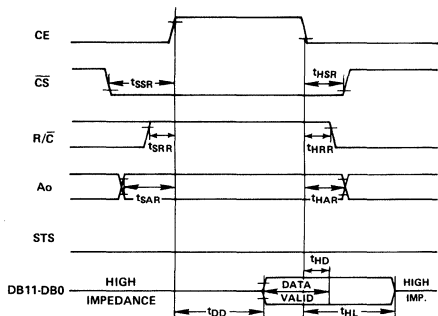 CE
CS
tSSR
tHSR
R/C
tSRR
tHRR
Ao
tSAR
tHAR
STS
tHD
DB11-DB0
HIGH
IMPEDANCE
DATA
VALID
HIGH
IMP.
tDD
tHL